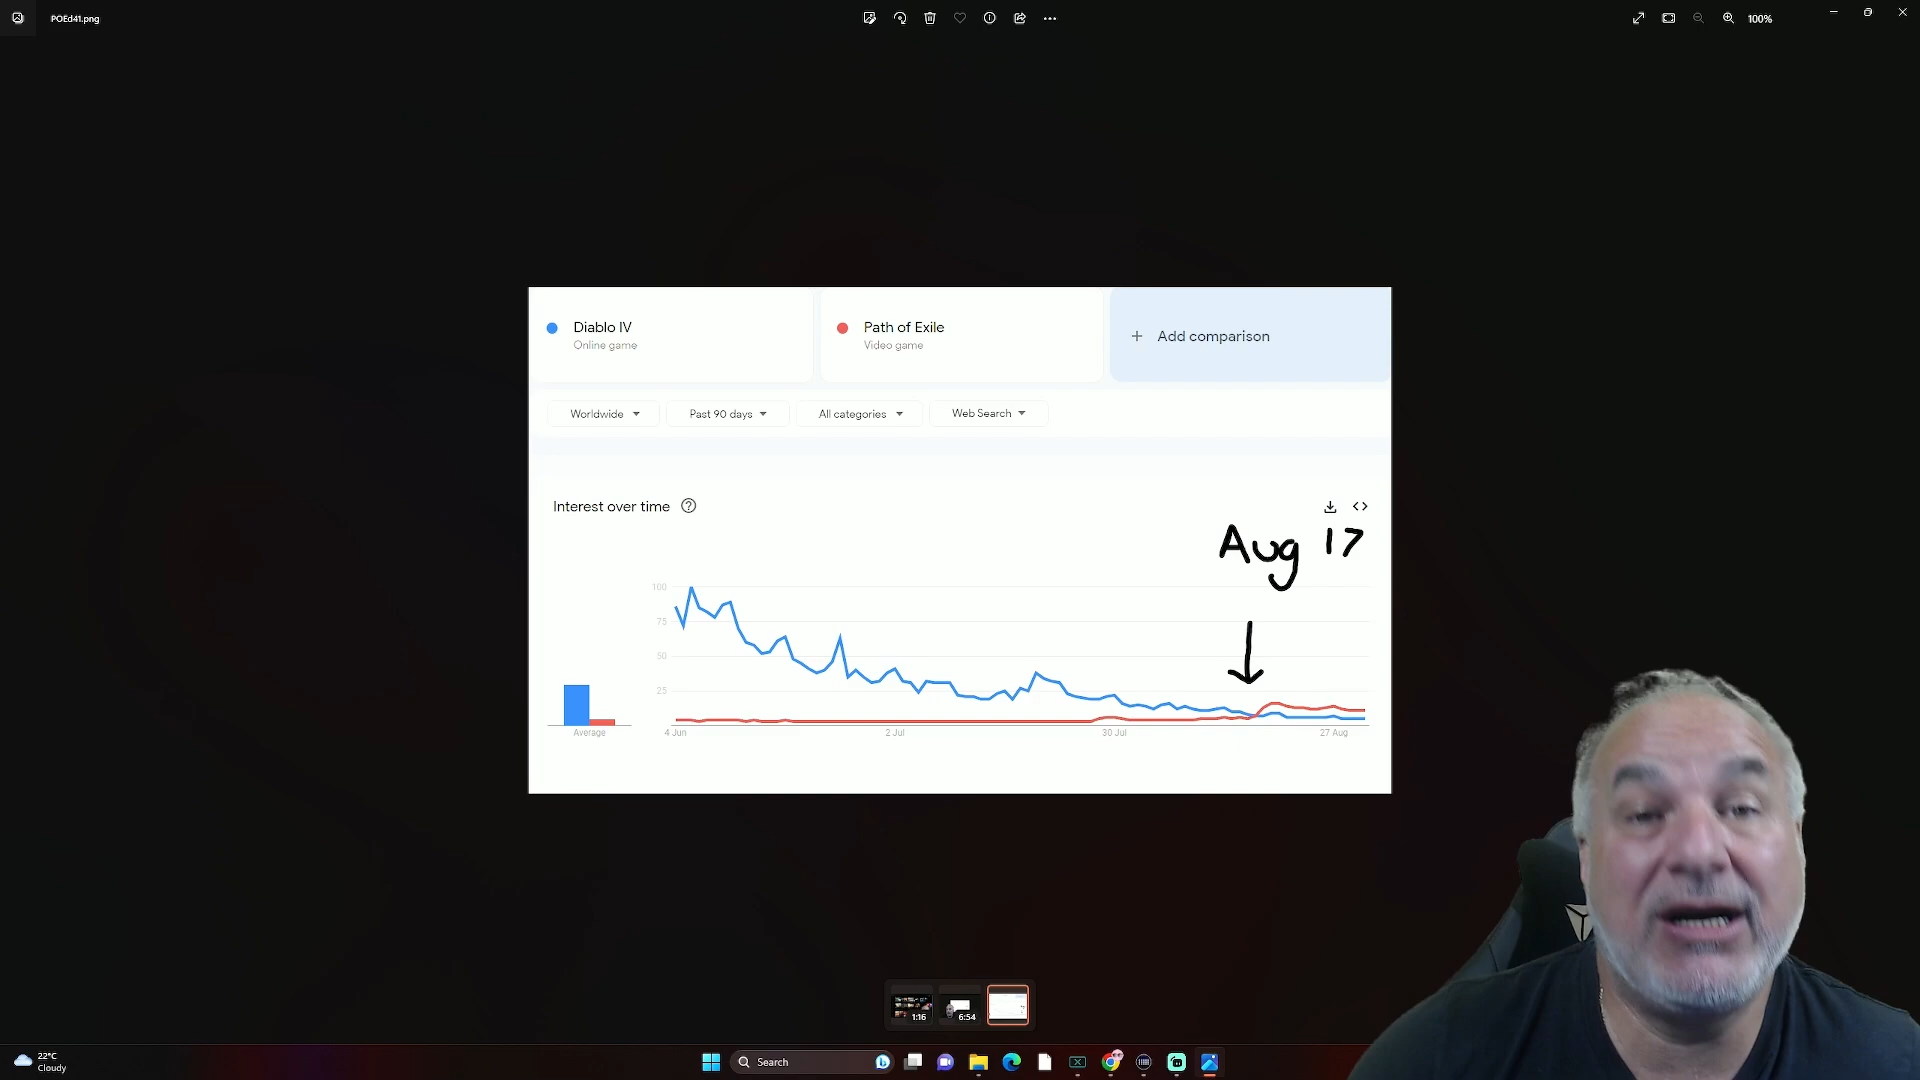 POEd41.png
100%
Diablo IV
Online game
Path of Exile
Video game
+ Add comparison
Worldwide
Past 90 days
All categories
Web Search
Interest over time
Aug 17
100
75
50
25
Average
4 Jun
2 Jul
30 Jul
27 Aug
1:16
6:54
22°C
Cloudy
Search